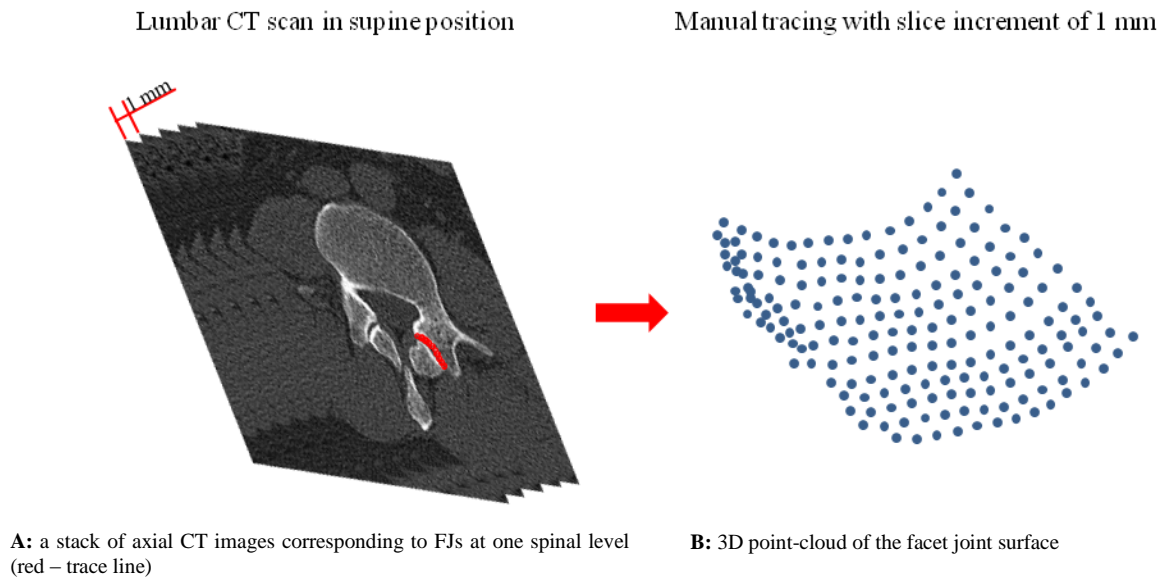 Lumbar CT scan in supine position
Manual tracing with slice increment of 1 mm
1 mm
A: a stack of axial CT images corresponding to FJs at one spinal level
(red – trace line)
B: 3D point-cloud of the facet joint surface